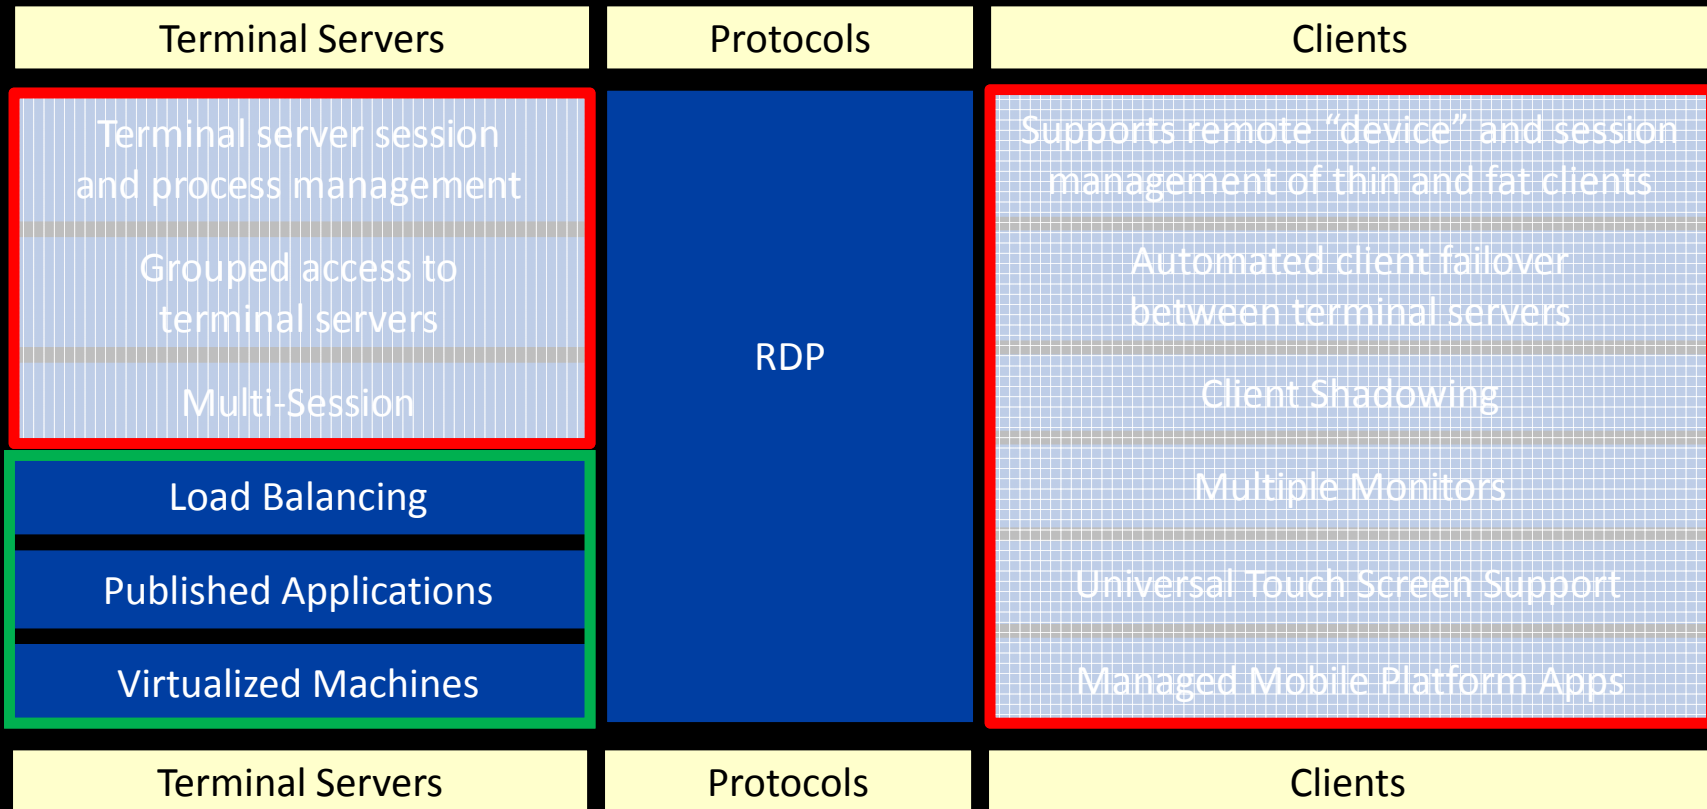 Terminal Servers
Protocols
Clients
Terminal server session
and process management
Grouped access to
terminal servers
Multi-Session
Load Balancing
Published Applications
Virtualized Machines
RDP
Supports remote “device” and session
management of thin and fat clients
Automated client failover
between terminal servers
Client Shadowing
Multiple Monitors
Universal Touch Screen Support
Managed Mobile Platform Apps
Terminal Servers
Protocols
Clients